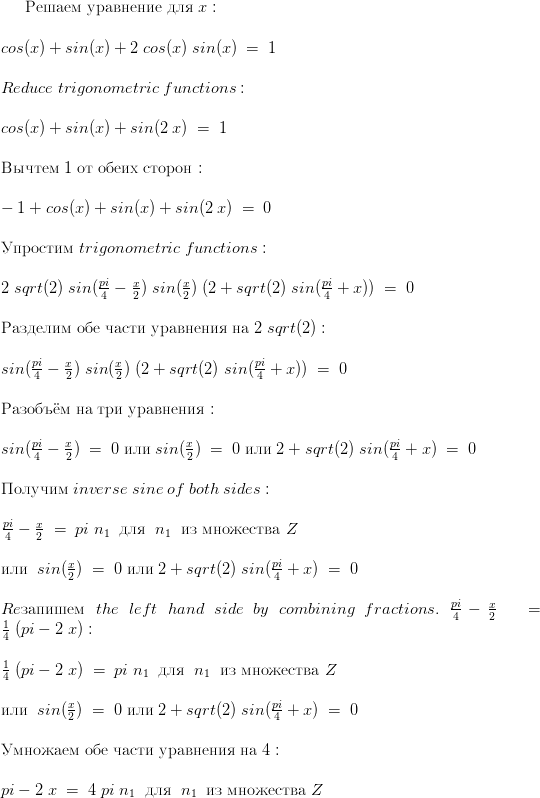 Решаем уравнение для x :
cos(x) + sin(x) + 2 cos(x) sin(x) = 1
Reduce trigonometric functions :
cos(x) + sin(x) + sin(2 x) = 1
Вычтем 1 от обеих сторон :
− 1 + cos(x) + sin(x) + sin(2 x) = 0
Упростим trigonometric functions :
2 sqrt(2) sin(\frac{pi}{4} − \frac{x}{2}) sin(\frac{x}{2}) (2 + sqrt(2) sin(\frac{pi}{4} + x)) = 0
Разделим обе части уравнения на 2 sqrt(2) :
sin(\frac{pi}{4} − \frac{x}{2}) sin(\frac{x}{2}) (2 + sqrt(2) sin(\frac{pi}{4} + x)) = 0
Разобъём на три уравнения :
sin(\frac{pi}{4} − \frac{x}{2}) = 0 или sin(\frac{x}{2}) = 0 или 2 + sqrt(2) sin(\frac{pi}{4} + x) = 0
Получим inverse sine of both sides :
\frac{pi}{4} − \frac{x}{2} = pi n_1 для n_1 из множества Z
или sin(\frac{x}{2}) = 0 или 2 + sqrt(2) sin(\frac{pi}{4} + x) = 0
Reзапишем the left hand side by combining fractions. \frac{pi}{4} − \frac{x}{2} =
\frac{1}{4} (pi − 2 x) :
\frac{1}{4} (pi − 2 x) = pi n_1 для n_1 из множества Z
или sin(\frac{x}{2}) = 0 или 2 + sqrt(2) sin(\frac{pi}{4} + x) = 0
Умножаем обе части уравнения на 4 :
pi − 2 x = 4 pi n_1 для n_1 из множества Z